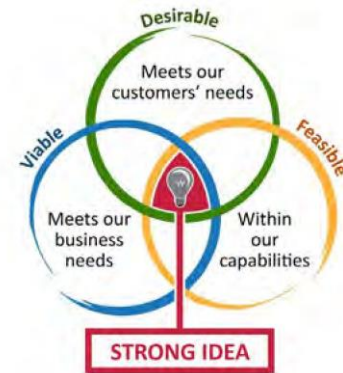 Desirable
Meets our
customers' needs
Viable
Feasible
Meets our
business
needs
Within
our
capabilities
STRONG IDEA